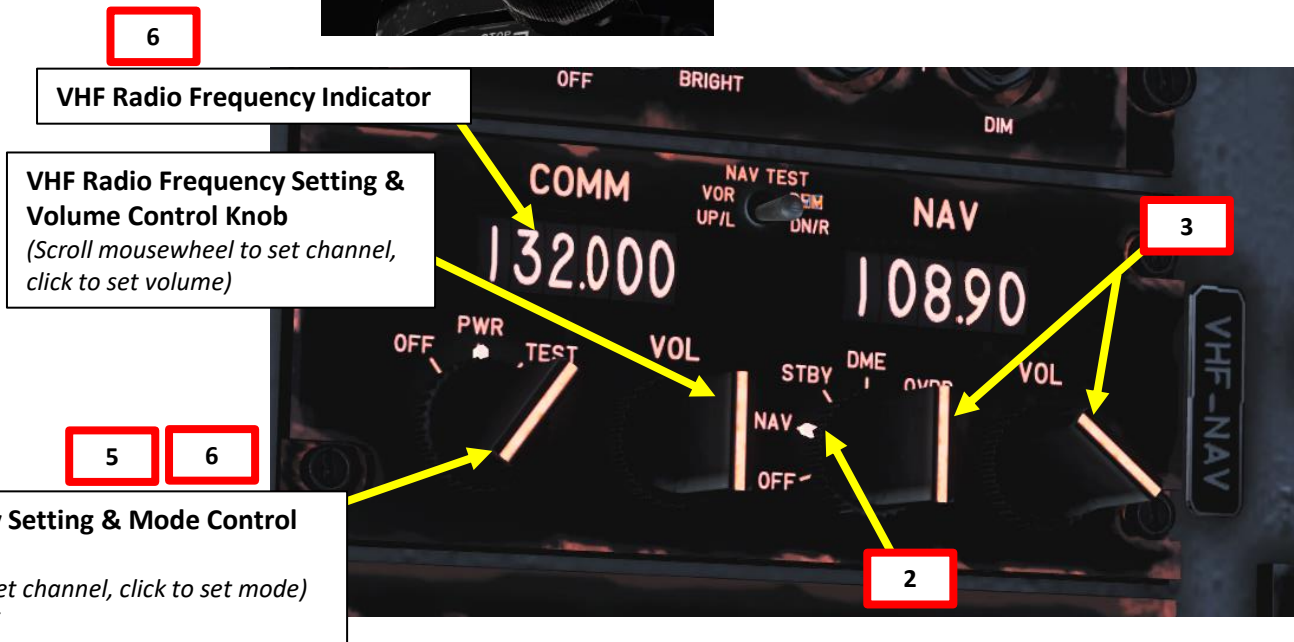 STOP
6
VHF Radio Frequency Indicator
OFF
BRIGHT
DIM
VHF Radio Frequency Setting &
Volume Control Knob
(Scroll mousewheel to set channel,
click to set volume)
COMM
NAV TEST
VOR
UP/L
DN/R
NAV
3
132.000
108.90
OFF
PWR
TEST
VOL
STBY
DME
VOL
NAV
OFF
VHF-NAV
5
6
Setting & Mode Control
et channel, click to set mode)
2